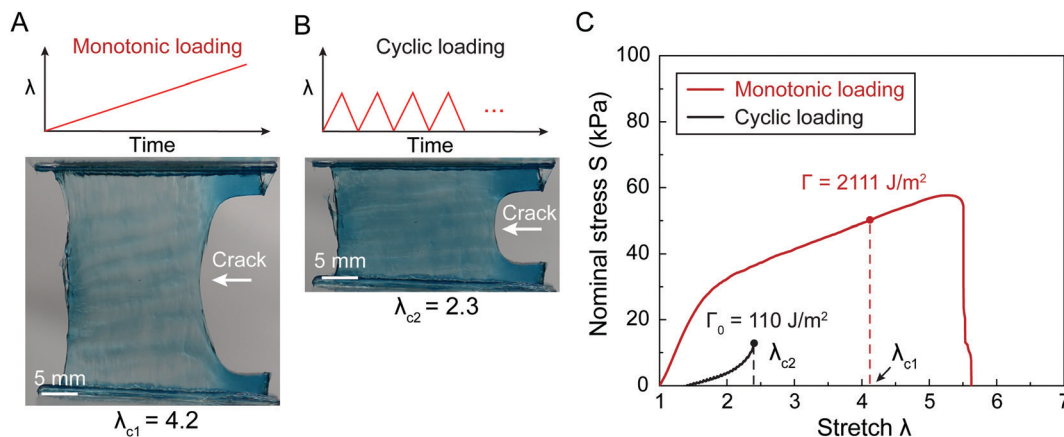 A
Monotonic loading
λ
Time
Crack
5 mm
λc1 = 4.2
B
Cyclic loading
λ
...
Time
Crack
5 mm
λc2 = 2.3
C
Nominal stress S (kPa)
100
80
60
40
20
0
Monotonic loading
Cyclic loading
Γ = 2111 J/m²
Γ₀ = 110 J/m²
λc2
λc1
1 2 3 4 5 6 7
Stretch λ